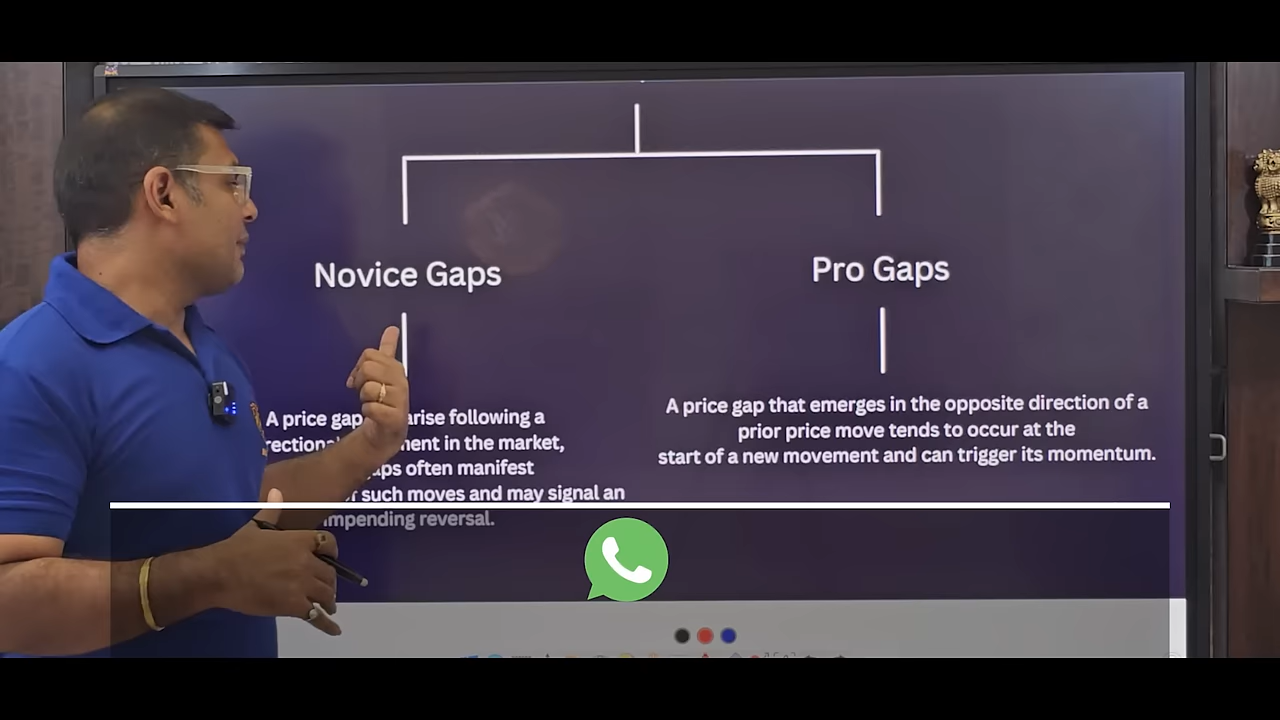 Novice Gaps
Pro Gaps
A price gap arise following a
in the market,
often manifest
such moves and may signal an
impending reversal.
A price gap that emerges in the opposite direction of a
prior price move tends to occur at the
start of a new movement and can trigger its momentum.